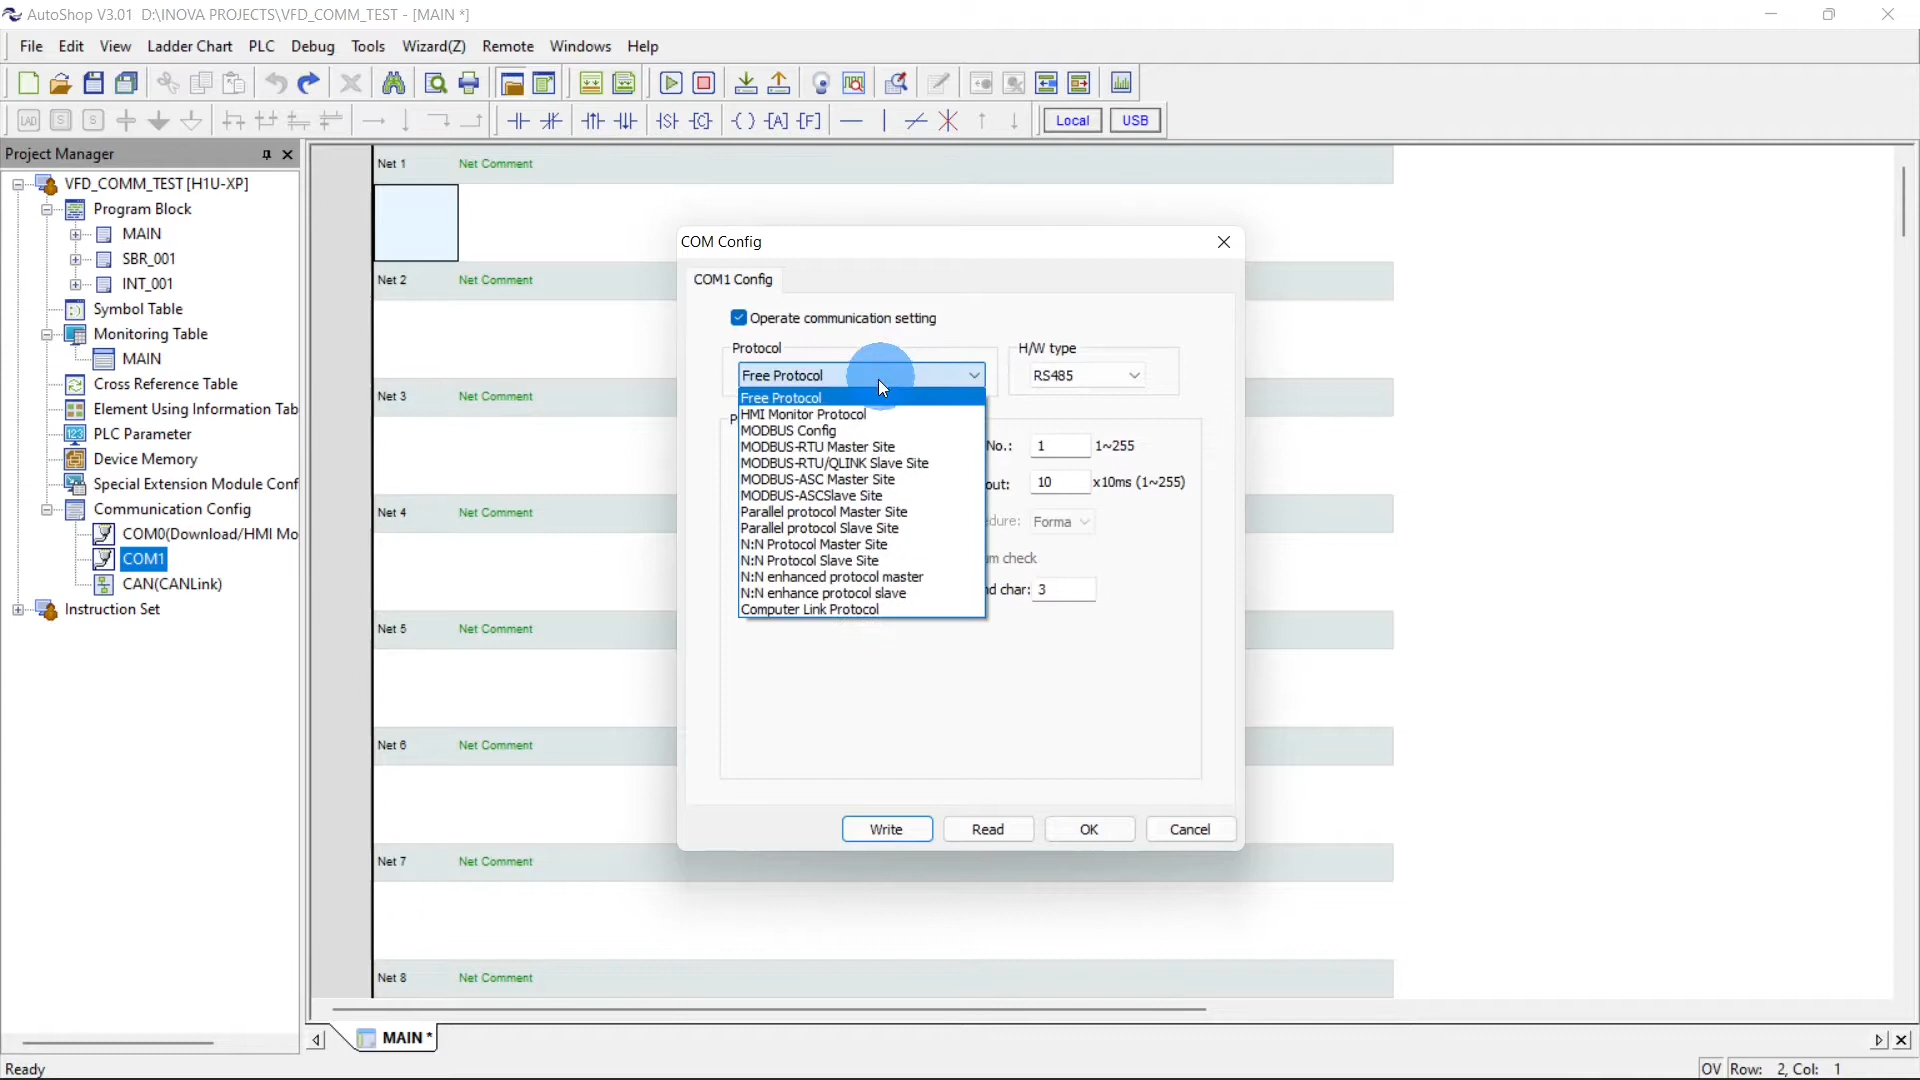 AutoShop V3.01 D:\INOVA PROJECTS\VFD_COMM_TEST - [MAIN *]
File Edit View Ladder Chart PLC Debug Tools Wizard(Z) Remote Windows Help
Local USB
Project Manager
VFD_COMM_TEST [H1U-XP]
Program Block
MAIN
SBR_001
INT_001
Symbol Table
Monitoring Table
MAIN
Cross Reference Table
Element Using Information Tab
PLC Parameter
Device Memory
Special Extension Module Conf
Communication Config
COM0(Download/HMI Mo
COM1
CAN(CANLink)
Instruction Set
Net 1 Net Comment
Net 2 Net Comment
Net 3 Net Comment
Net 4 Net Comment
Net 5 Net Comment
Net 6 Net Comment
Net 7 Net Comment
Net 8 Net Comment
COM Config
COM1 Config
Operate communication setting
Protocol
Free Protocol
H/W type
RS485
Free Protocol
HMI Monitor Protocol
MODBUS Config
MODBUS-RTU Master Site
MODBUS-RTU/QLINK Slave Site
MODBUS-ASC Master Site
MODBUS-ASCSlave Site
Parallel protocol Master Site
Parallel protocol Slave Site
N:N Protocol Master Site
N:N Protocol Slave Site
N:N enhanced protocol master
N:N enhance protocol slave
Computer Link Protocol
No.: 1 1~255
out: 10 x10ms (1~255)
dure: Forma
m check
d char: 3
Write Read OK Cancel
MAIN *
Ready
OV Row: 2, Col: 1